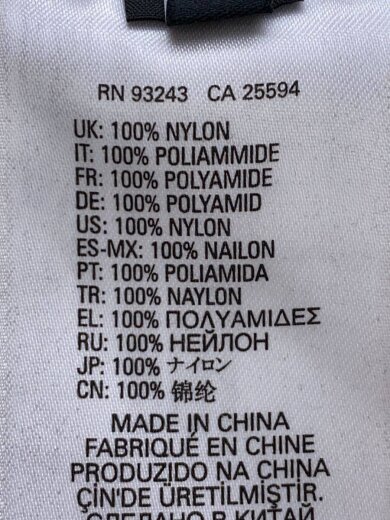 RN 93243 CA 25594
UK: 100% NYLON
IT: 100% POLIAMMIDE
FR: 100% POLYAMIDE
DE: 100% POLYAMID
US: 100% NYLON
ES-MX: 100% NAILON
PT: 100% POLIAMIDA
TR: 100% NAYLON
EL: 100% ΠΟΛΥΑΜΙΔΕΣ
RU: 100% НЕЙЛОН
JP: 100% ナイロン
CN: 100% 锦纶
MADE IN CHINA
FABRIQUÉ EN CHINE
PRODUZIDO NA CHINA
ÇİN'DE ÜRETİLMİŞTİR.
СДЕЛАНО В КИТАЙ